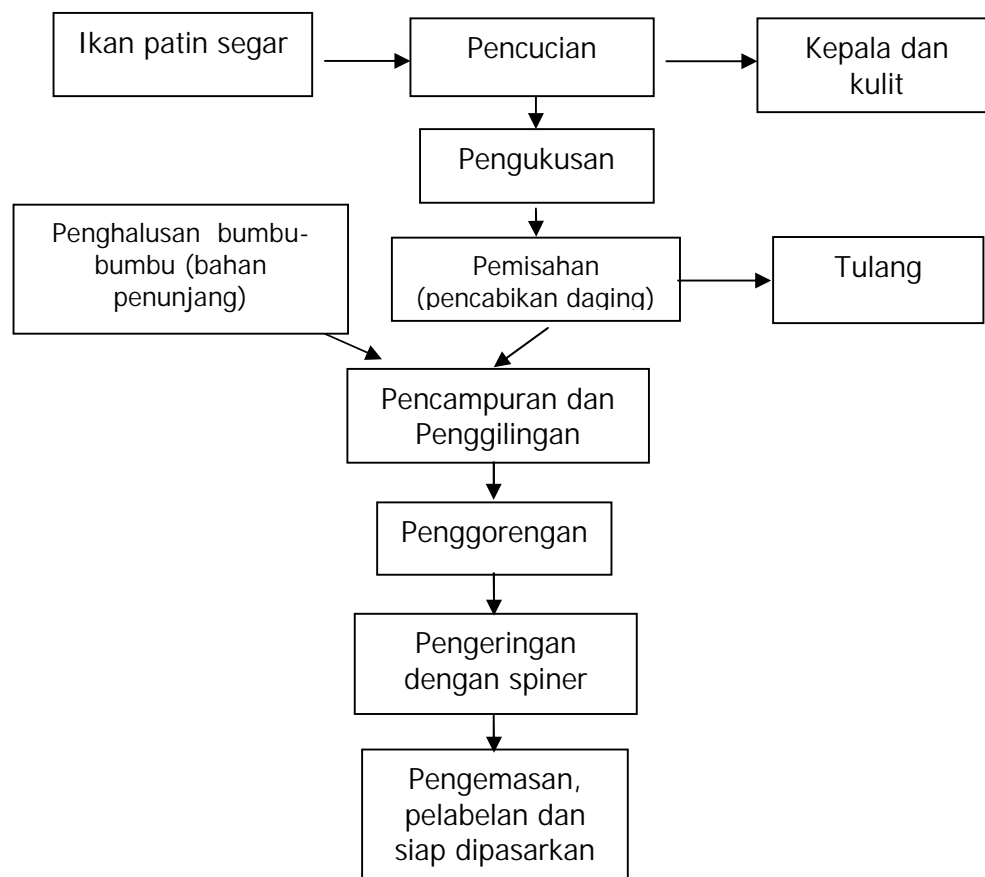 Ikan patin segar
Pencucian
Kepala dan
kulit
Pengukusan
Penghalusan bumbu-
bumbu (bahan
penunjang)
Pemisahan
(pencabikan daging)
Tulang
Pencampuran dan
Penggilingan
Penggorengan
Pengeringan
dengan spiner
Pengemasan,
pelabelan dan
siap dipasarkan